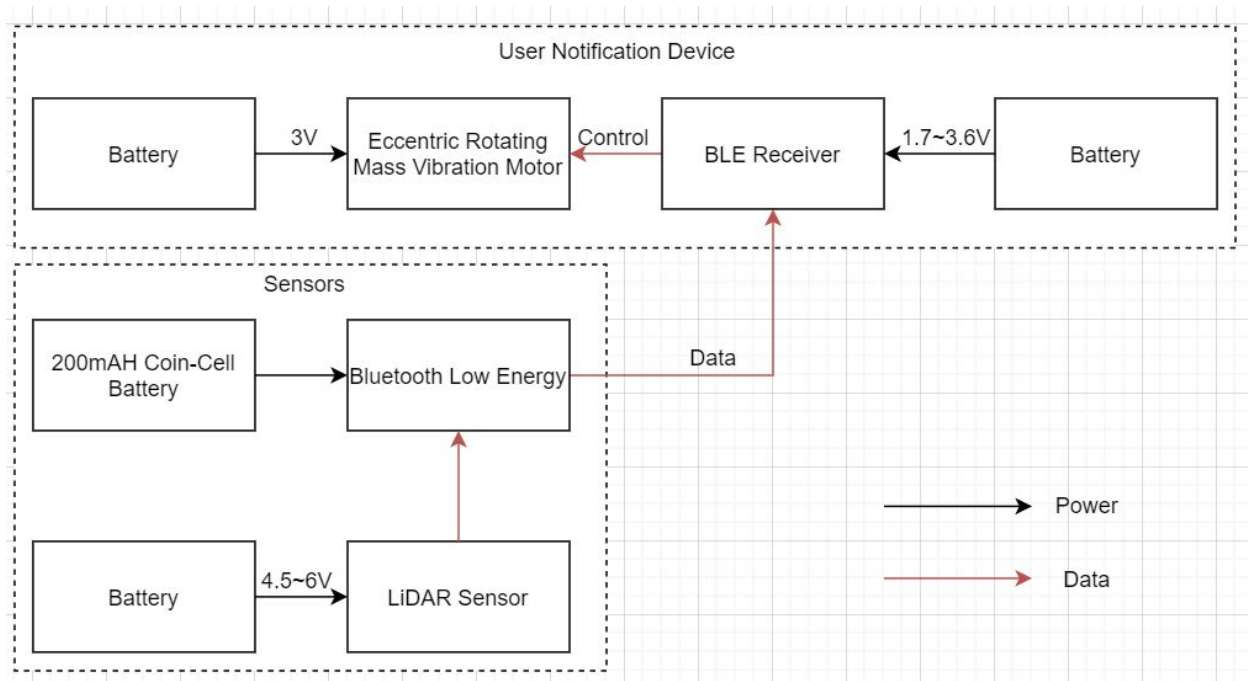 User Notification Device
Battery
3V
Eccentric Rotating
Mass Vibration Motor
Control
BLE Receiver
1.7~3.6V
Battery
Sensors
200mAH Coin-Cell
Battery
Bluetooth Low Energy
Data
Battery
4.5~6V
LiDAR Sensor
Power
Data